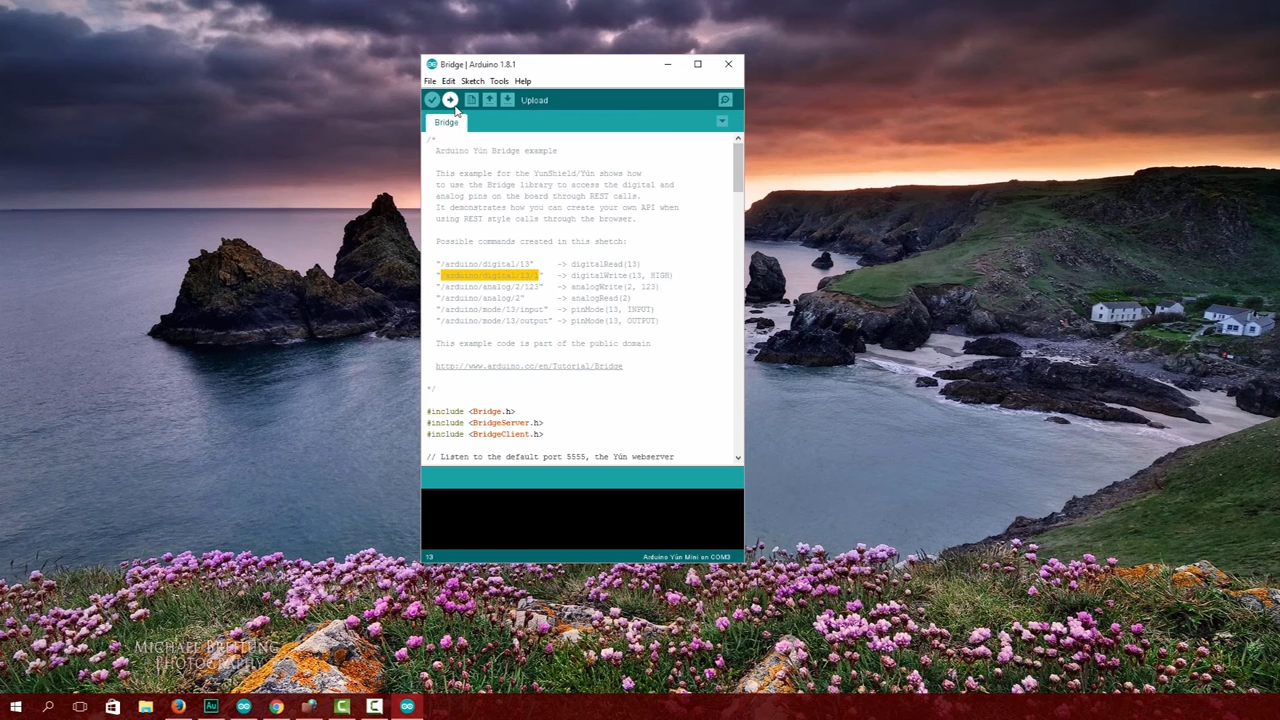 Bridge | Arduino 1.8.1
File Edit Sketch Tools Help
Upload
Bridge
/*
Arduino Yún Bridge example
This example for the YunShield/Yún shows how
to use the Bridge library to access the digital and
analog pins on the board through REST calls.
It demonstrates how you can create your own API when
using REST style calls through the browser.
Possible commands created in this sketch:
"/arduino/digital/13" -> digitalRead(13)
"/arduino/digital/13/1" -> digitalWrite(13, HIGH)
"/arduino/analog/2/123" -> analogWrite(2, 123)
"/arduino/analog/2" -> analogRead(2)
"/arduino/mode/13/input" -> pinMode(13, INPUT)
"/arduino/mode/13/output" -> pinMode(13, OUTPUT)
This example code is part of the public domain
http://www.arduino.cc/en/Tutorial/Bridge
*/
#include <Bridge.h>
#include <BridgeServer.h>
#include <BridgeClient.h>
// Listen to the default port 5555, the Yún webserver
13
Arduino Yún Mini on COM3
MICHAEL BREITUNG
PHOTOGRAPHY
Au